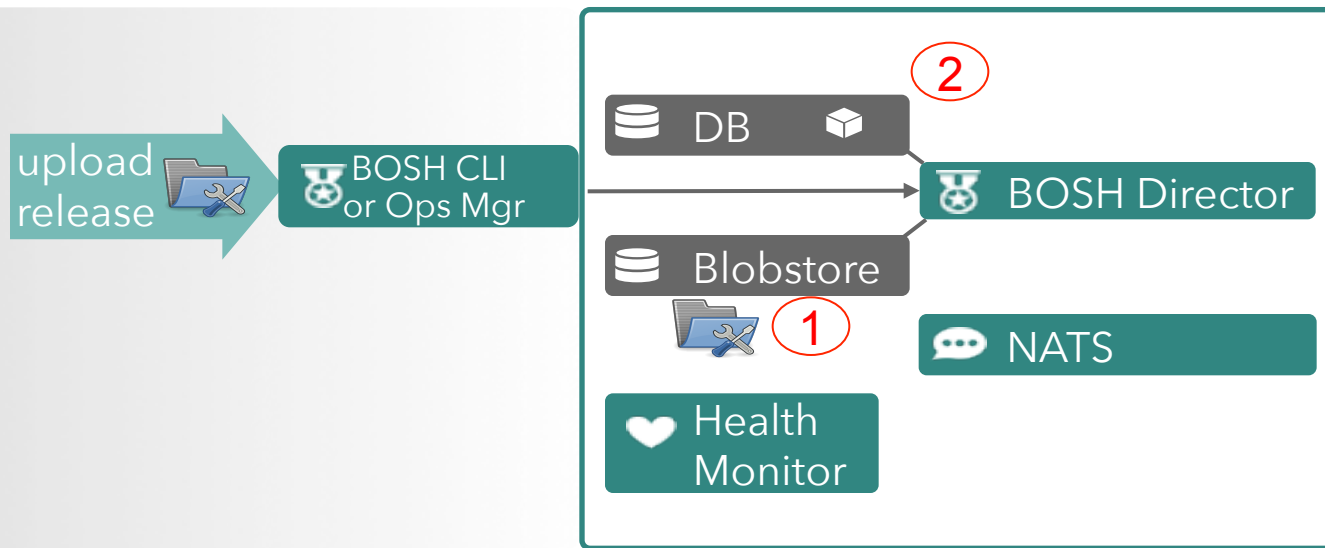 upload
release
BOSH CLI
or Ops Mgr
2
DB
BOSH Director
Blobstore
1
NATS
Health
Monitor